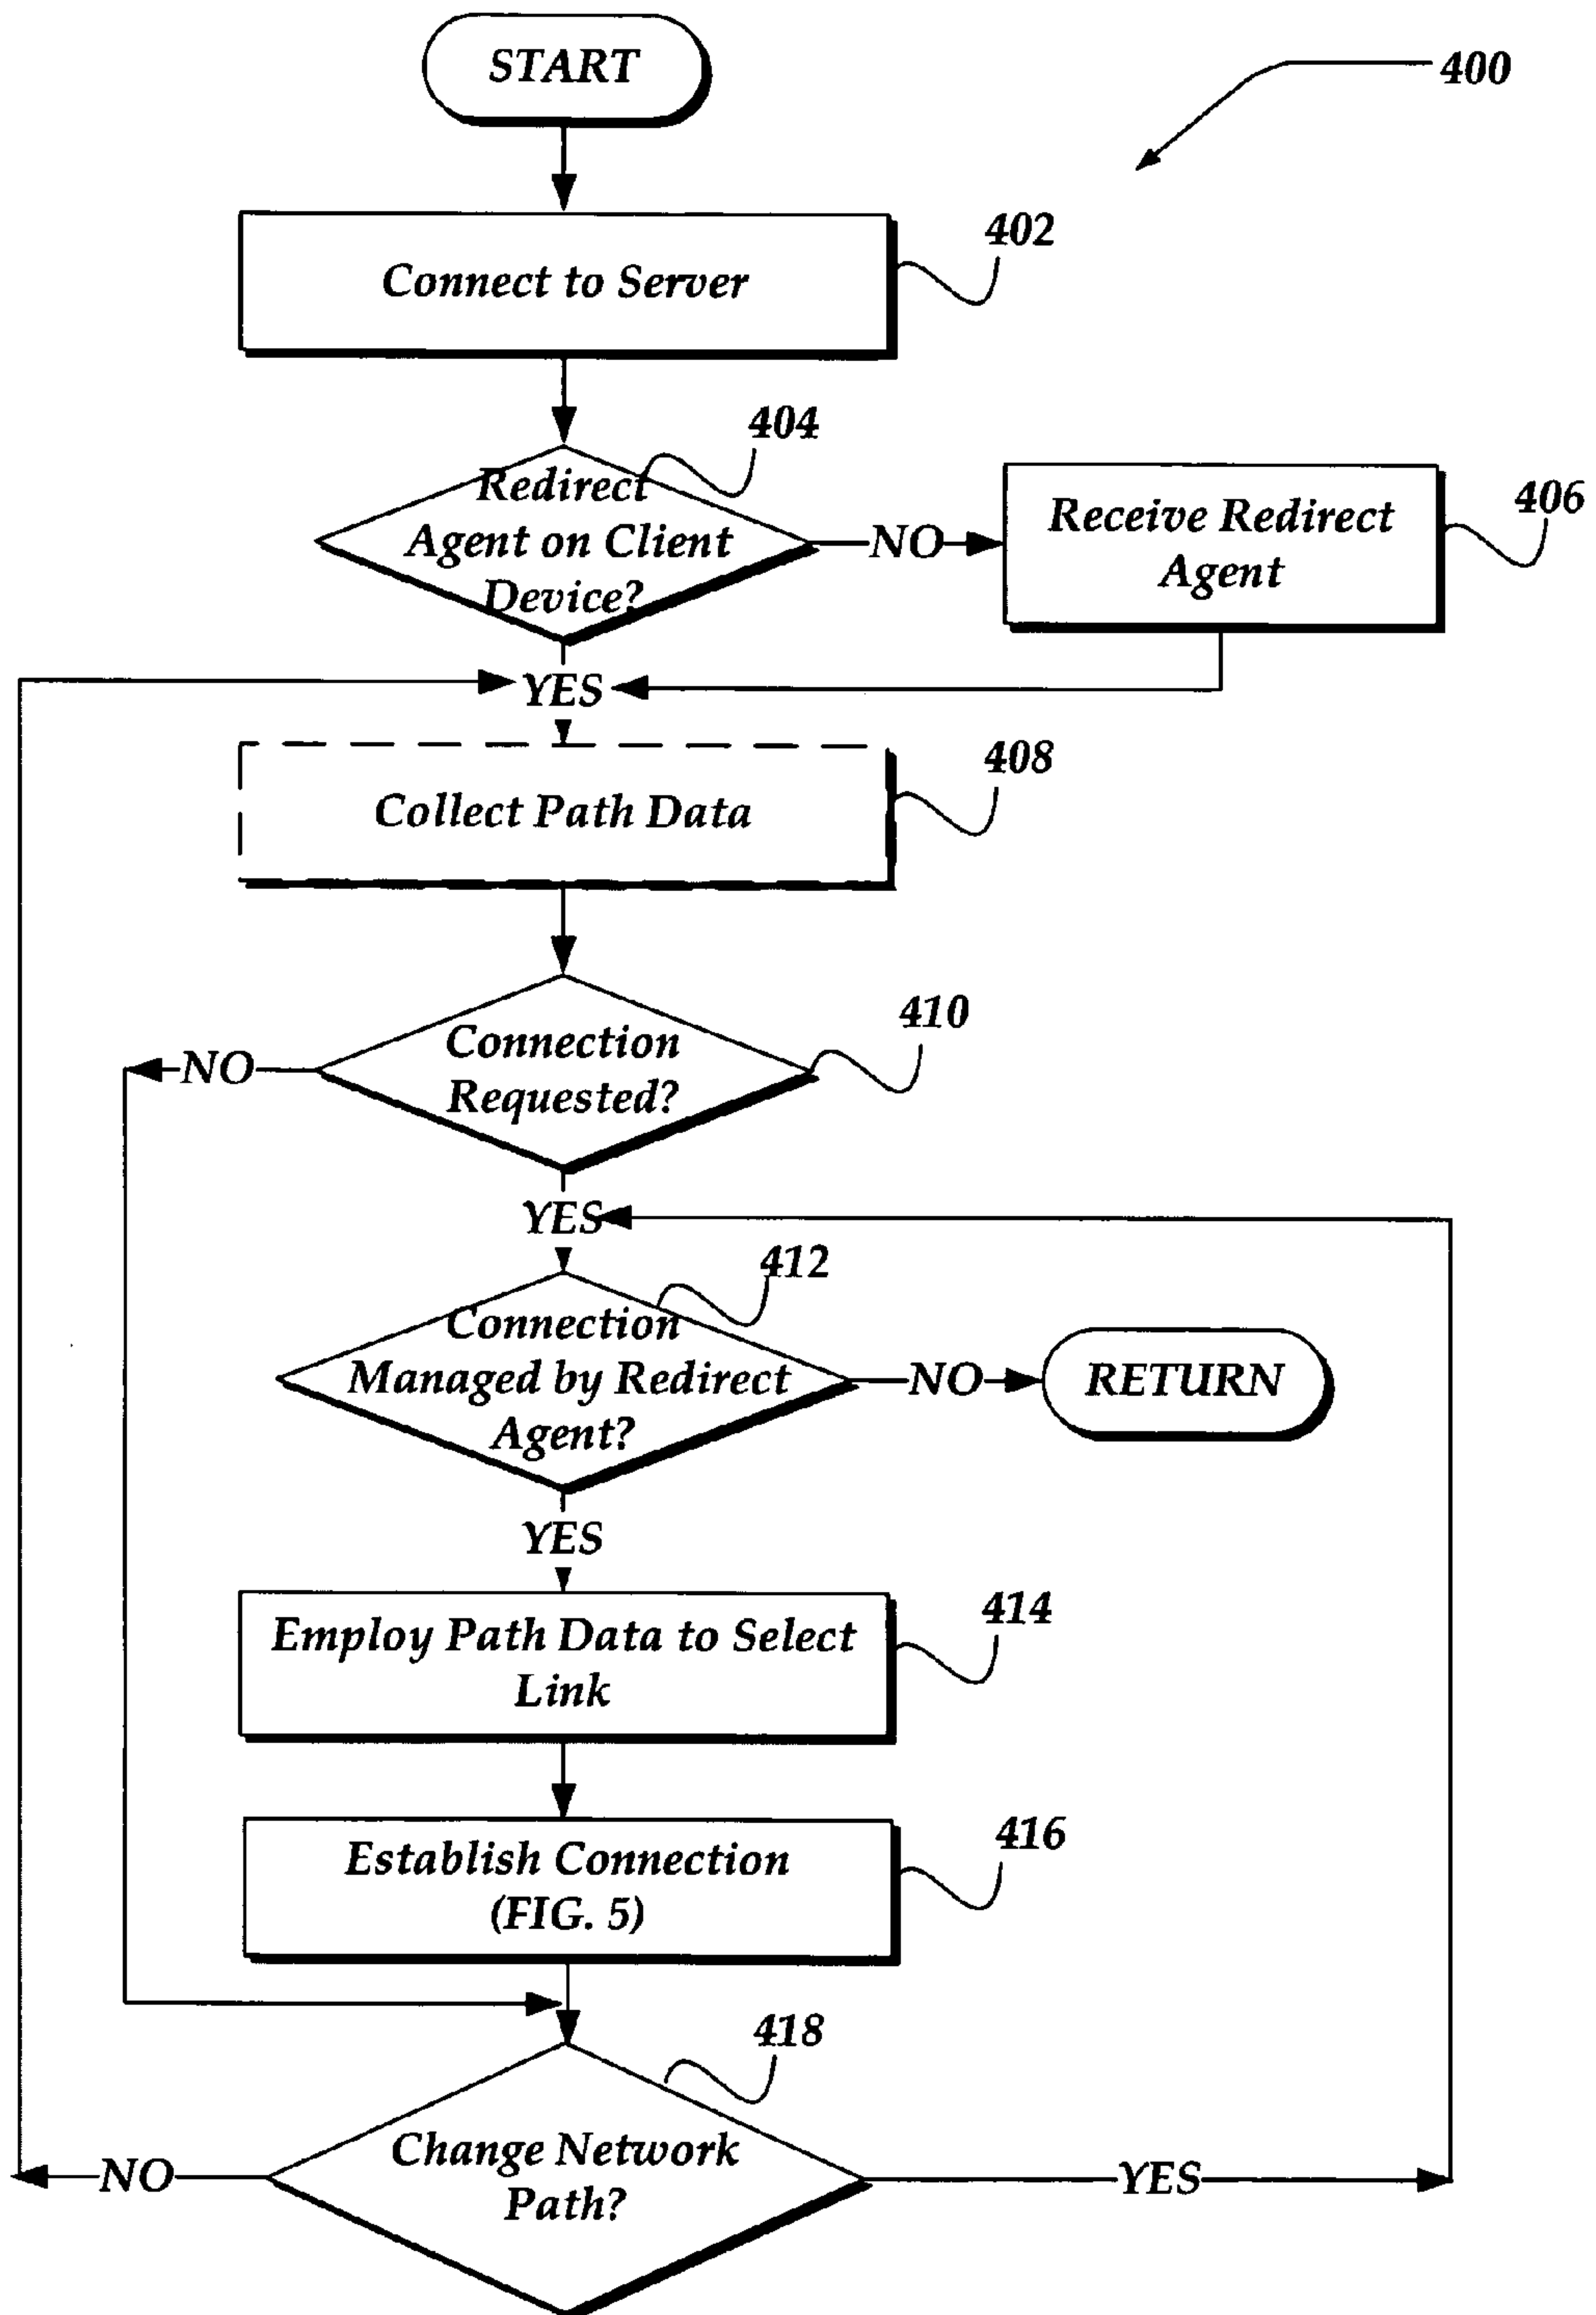 START
400
402
Connect to Server
404
Redirect
Agent on Client
Device?
NO
Receive Redirect
Agent
406
YES
408
Collect Path Data
410
Connection
Requested?
NO
YES
412
Connection
Managed by Redirect
Agent?
NO
RETURN
YES
414
Employ Path Data to Select
Link
416
Establish Connection
(FIG. 5)
418
Change Network
Path?
NO
YES